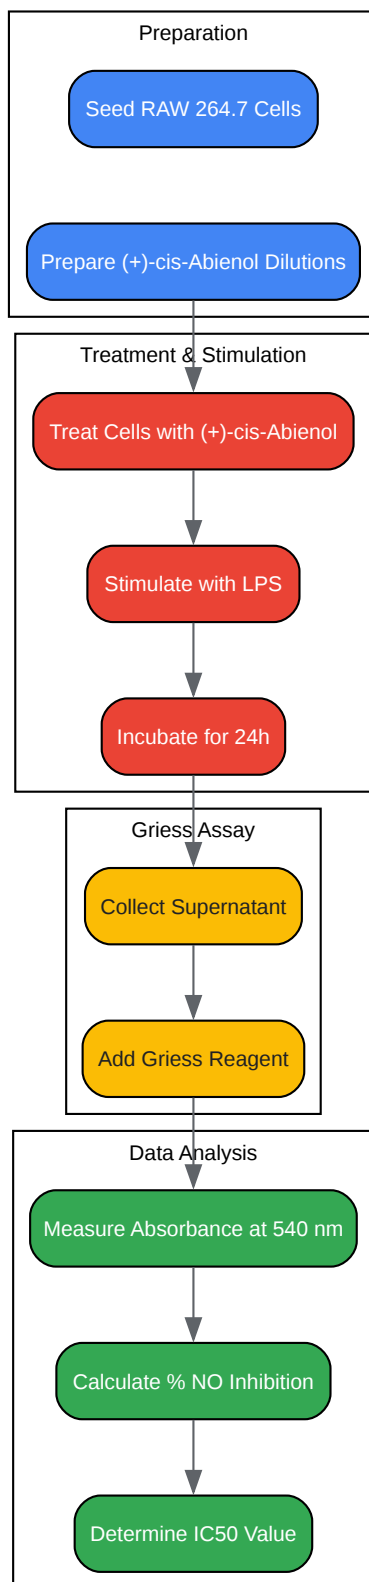 Preparation
Seed RAW 264.7 Cells
Prepare (+)-cis-Abienol Dilutions
Treatment & Stimulation
Treat Cells with (+)-cis-Abienol
Stimulate with LPS
Incubate for 24h
Griess Assay
Collect Supernatant
Add Griess Reagent
Data Analysis
Measure Absorbance at 540 nm
Calculate % NO Inhibition
Determine IC50 Value